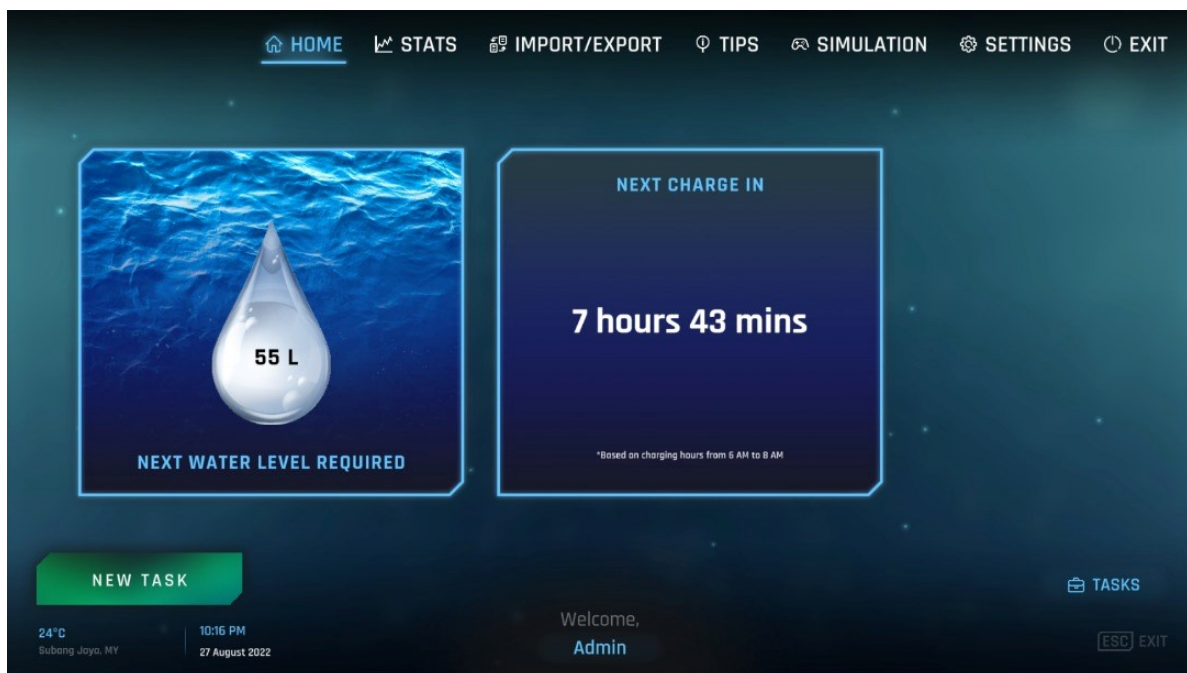 HOME STATS IMPORT/EXPORT TIPS SIMULATION SETTINGS EXIT
55 L
NEXT WATER LEVEL REQUIRED
NEXT CHARGE IN
7 hours 43 mins
*Based on charging hours from 6 AM to 8 AM
NEW TASK
TASKS
24°C
Subang Jaya, MY
10:16 PM
27 August 2022
Welcome,
Admin
ESC EXIT